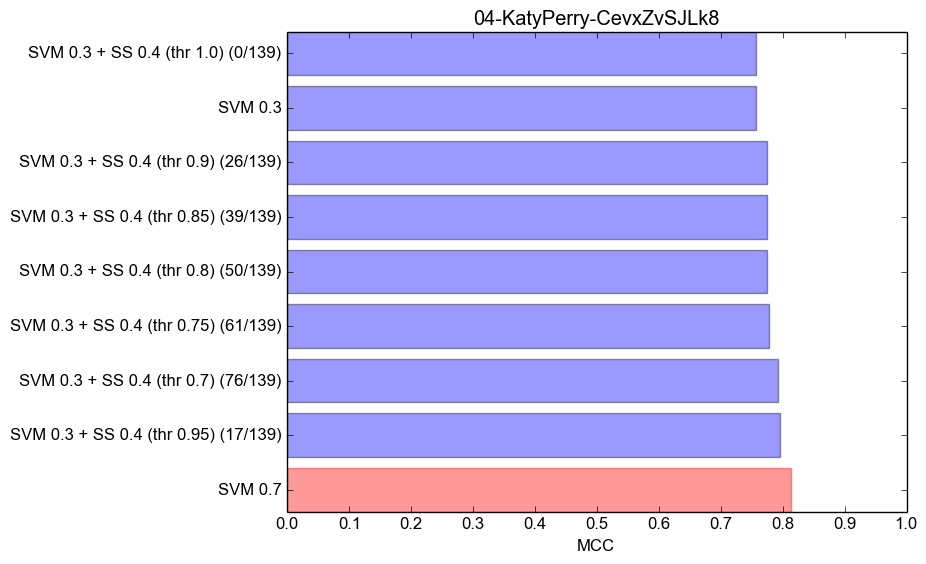 04-KatyPerry-CevxZvSJLk8
SVM 0.3 + SS 0.4 (thr 1.0) (0/139)
SVM 0.3
SVM 0.3 + SS 0.4 (thr 0.9) (26/139)
SVM 0.3 + SS 0.4 (thr 0.85) (39/139)
SVM 0.3 + SS 0.4 (thr 0.8) (50/139)
SVM 0.3 + SS 0.4 (thr 0.75) (61/139)
SVM 0.3 + SS 0.4 (thr 0.7) (76/139)
SVM 0.3 + SS 0.4 (thr 0.95) (17/139)
SVM 0.7
0.0 0.1 0.2 0.3 0.4 0.5 0.6 0.7 0.8 0.9 1.0
MCC